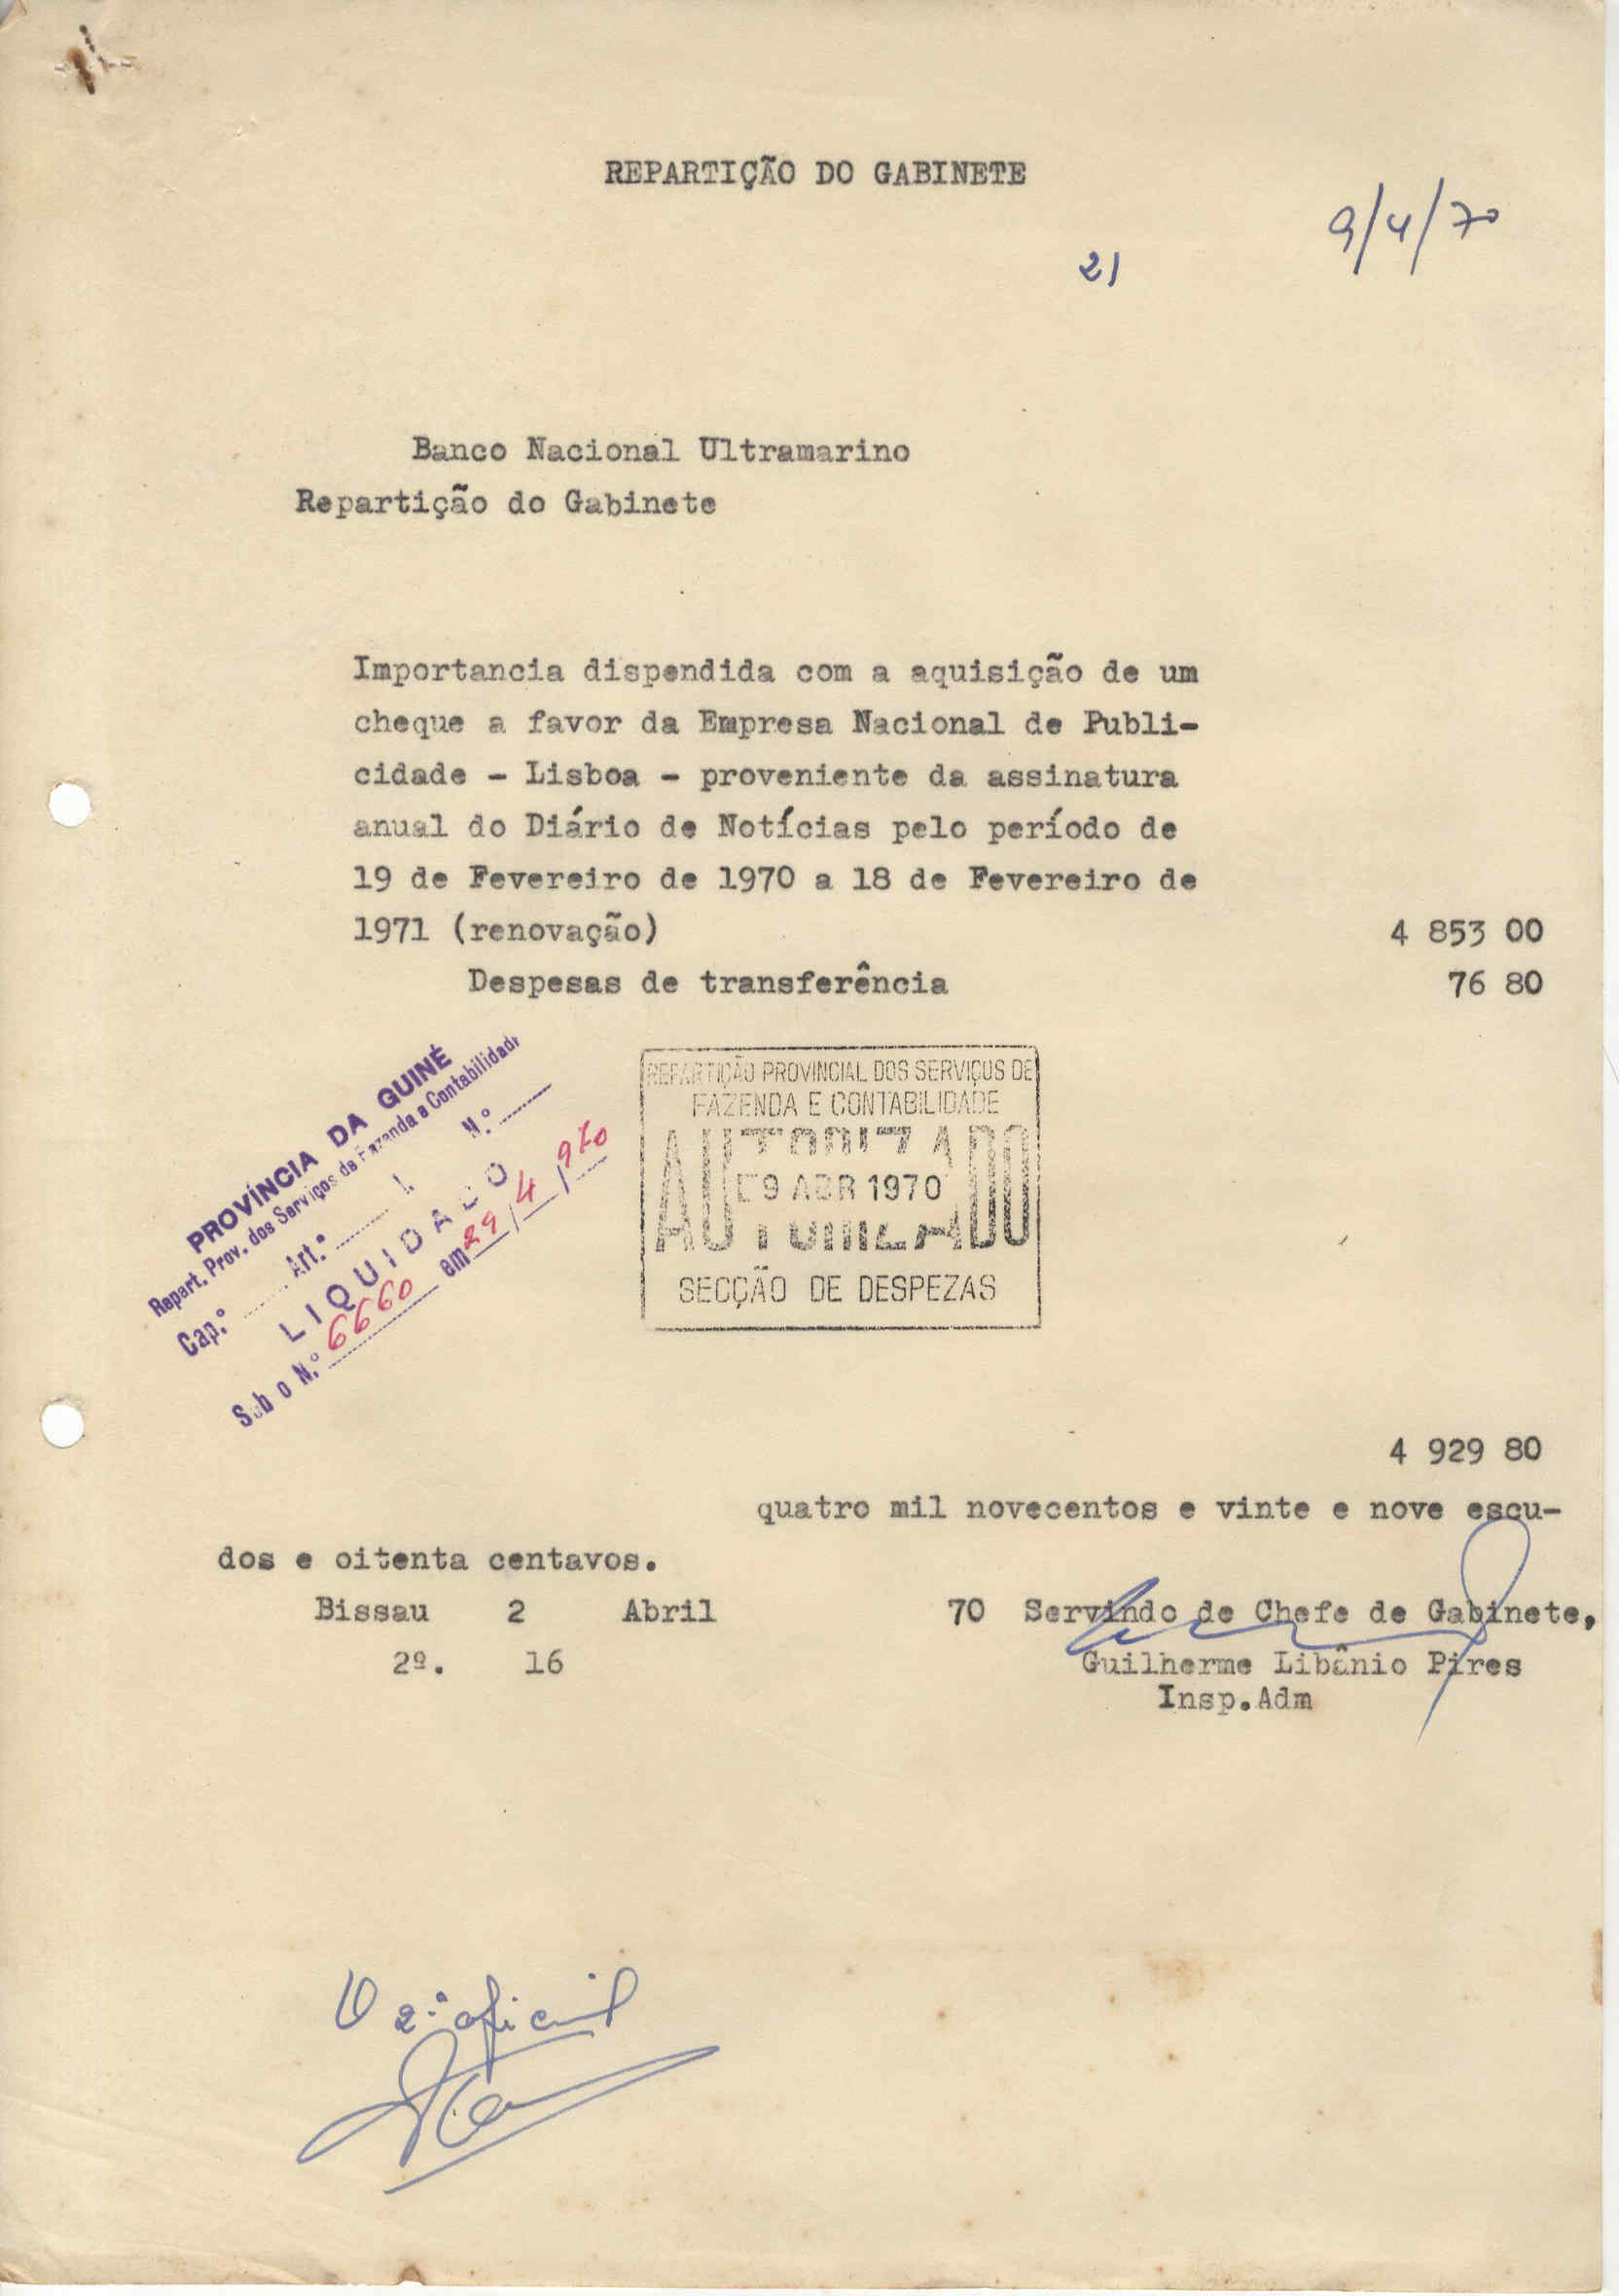 REPARTIÇÃO DO GABINETE
9/4/70
21
Banco Nacional Ultramarino
Repartição do Gabinete
Importancia dispendida com a aquisição de um
cheque a favor da Empresa Nacional de Publi-
cidade - Lisboa - proveniente da assinatura
anual do Diário de Notícias pelo período de
19 de Fevereiro de 1970 a 18 de Fevereiro de
1971 (renovação) 4 853 00
Despesas de transferência 76 80
PROVÍNCIA DA GUINÉ
Repart. Prov. dos Serviços de Fazenda e Contabilidade
Cap.º Art.º N.º
LIQUIDADO
Sob o N.º 6660 em 29/4/970
REPARTIÇÃO PROVINCIAL DOS SERVIÇOS DE
FAZENDA E CONTABILIDADE
AUTORIZADO
9 ABR 1970
AUTORIZADO
SECÇÃO DE DESPEZAS
4 929 80
quatro mil novecentos e vinte e nove escu-
dos e oitenta centavos.
Bissau 2 Abril 70 Servindo de Chefe de Gabinete,
2º. 16 Guilherme Libânio Pires
Insp.Adm
O 2.º oficial